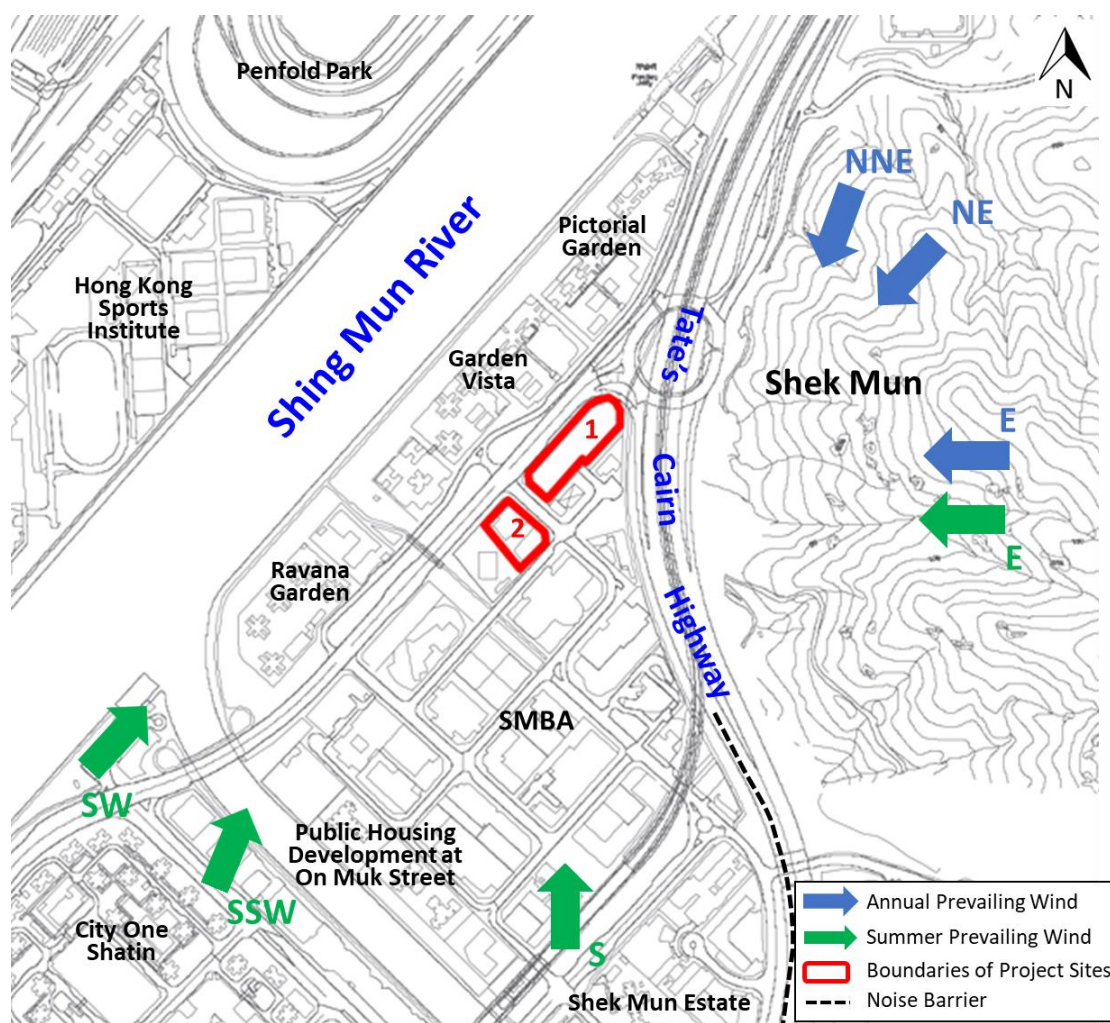 Penfold Park
N
NNE
NE
Pictorial
Garden
Shing Mun River
Hong Kong
Sports
Institute
Tate's
Cairn
Highway
Garden
Vista
Shek Mun
1
E
2
E
Ravana
Garden
SMBA
SW
Public Housing
Development at
On Muk Street
SSW
City One
Shatin
S
Shek Mun Estate
Annual Prevailing Wind
Summer Prevailing Wind
Boundaries of Project Sites
Noise Barrier